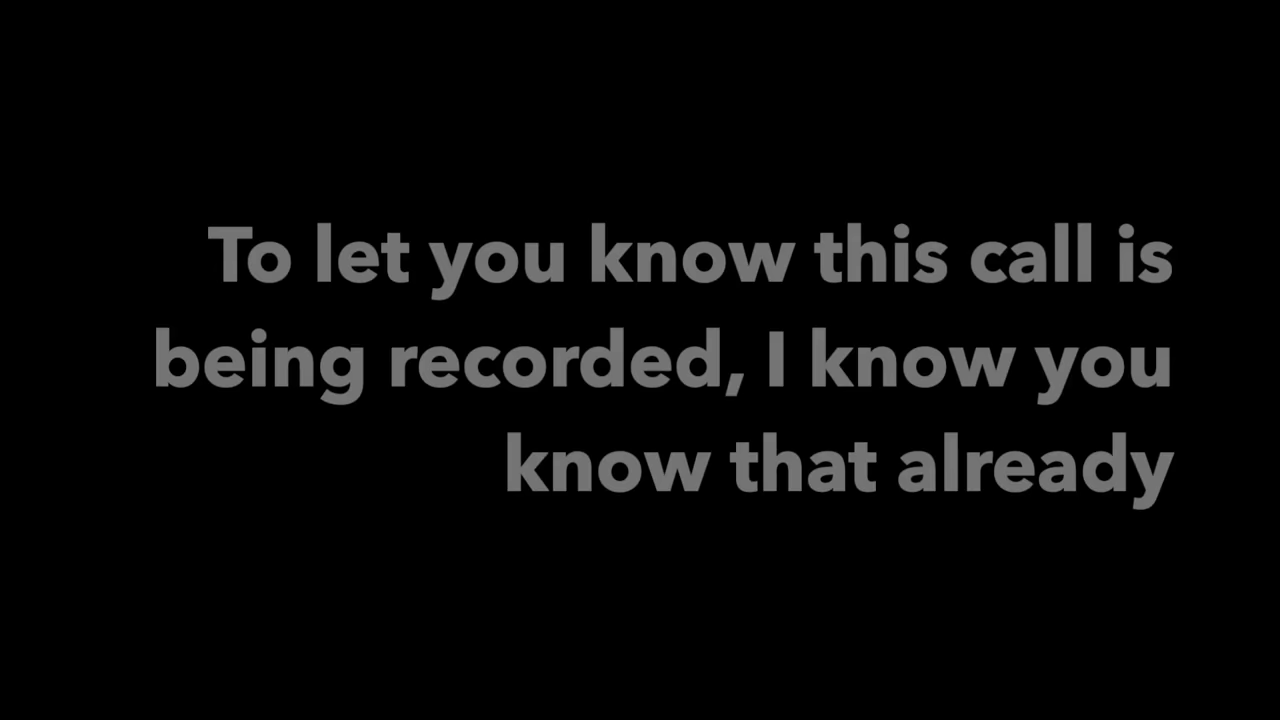 To let you know this call is
being recorded, I know you
know that already